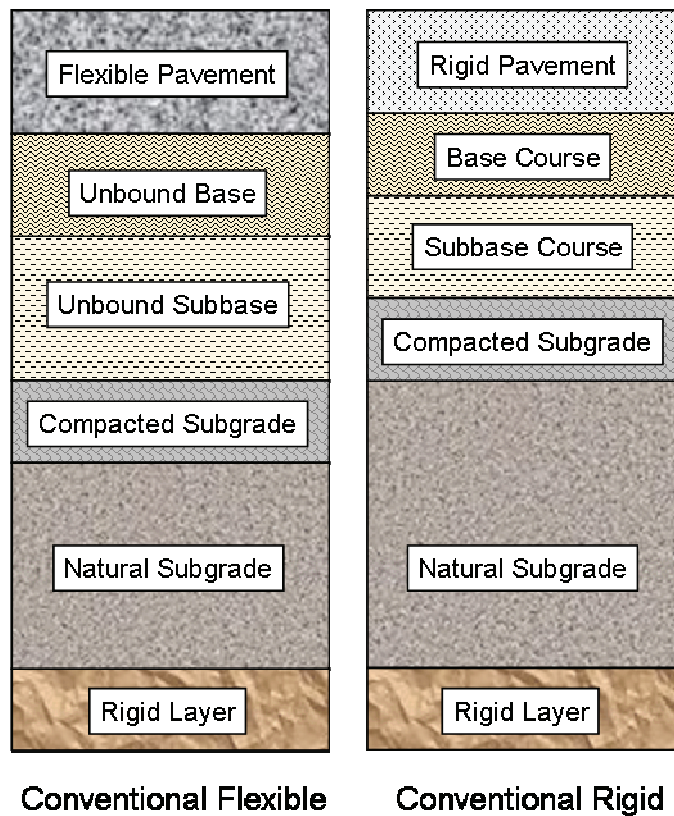 Flexible Pavement
Unbound Base
Unbound Subbase
Compacted Subgrade
Natural Subgrade
Rigid Layer
Conventional Flexible
Rigid Pavement
Base Course
Subbase Course
Compacted Subgrade
Natural Subgrade
Rigid Layer
Conventional Rigid